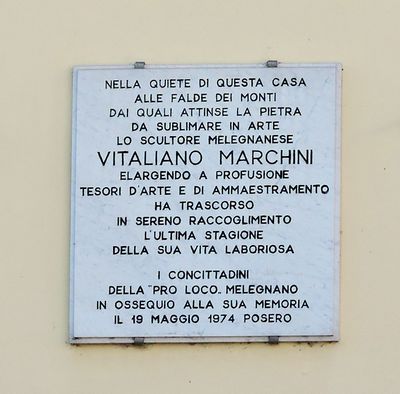 NELLA QUIETE DI QUESTA CASA
ALLE FALDE DEI MONTI
DAI QUALI ATTINSE LA PIETRA
DA SUBLIMARE IN ARTE
LO SCULTORE MELEGNANESE
VITALIANO MARCHINI
ELARGENDO A PROFUSIONE
TESORI D'ARTE E DI AMMAESTRAMENTO
HA TRASCORSO
IN SERENO RACCOGLIMENTO
L'ULTIMA STAGIONE
DELLA SUA VITA LABORIOSA
I CONCITTADINI
DELLA "PRO LOCO„ MELEGNANO
IN OSSEQUIO ALLA SUA MEMORIA
IL 19 MAGGIO 1974 POSERO